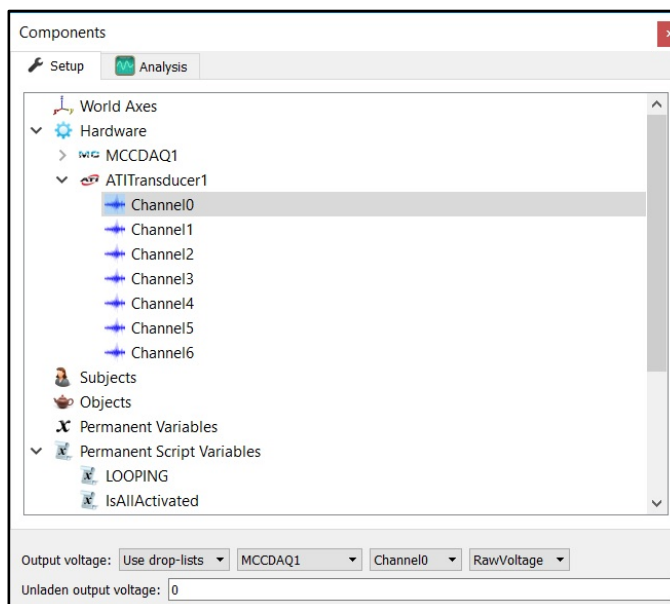 Components
Setup Analysis
World Axes
Hardware
MCCDAQ1
ATITransducer1
Channel0
Channel1
Channel2
Channel3
Channel4
Channel5
Channel6
Subjects
Objects
Permanent Variables
Permanent Script Variables
LOOPING
IsAllActivated
Output voltage: Use drop-lists MCCDAQ1 Channel0 RawVoltage
Unladen output voltage: 0